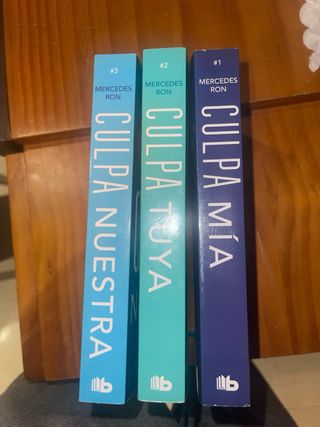 #3
MERCEDES
RON
CULPA NUESTRA
#2
MERCEDES
RON
CULPA TUYA
#1
MERCEDES
RON
CULPA MÍA
b
b
b